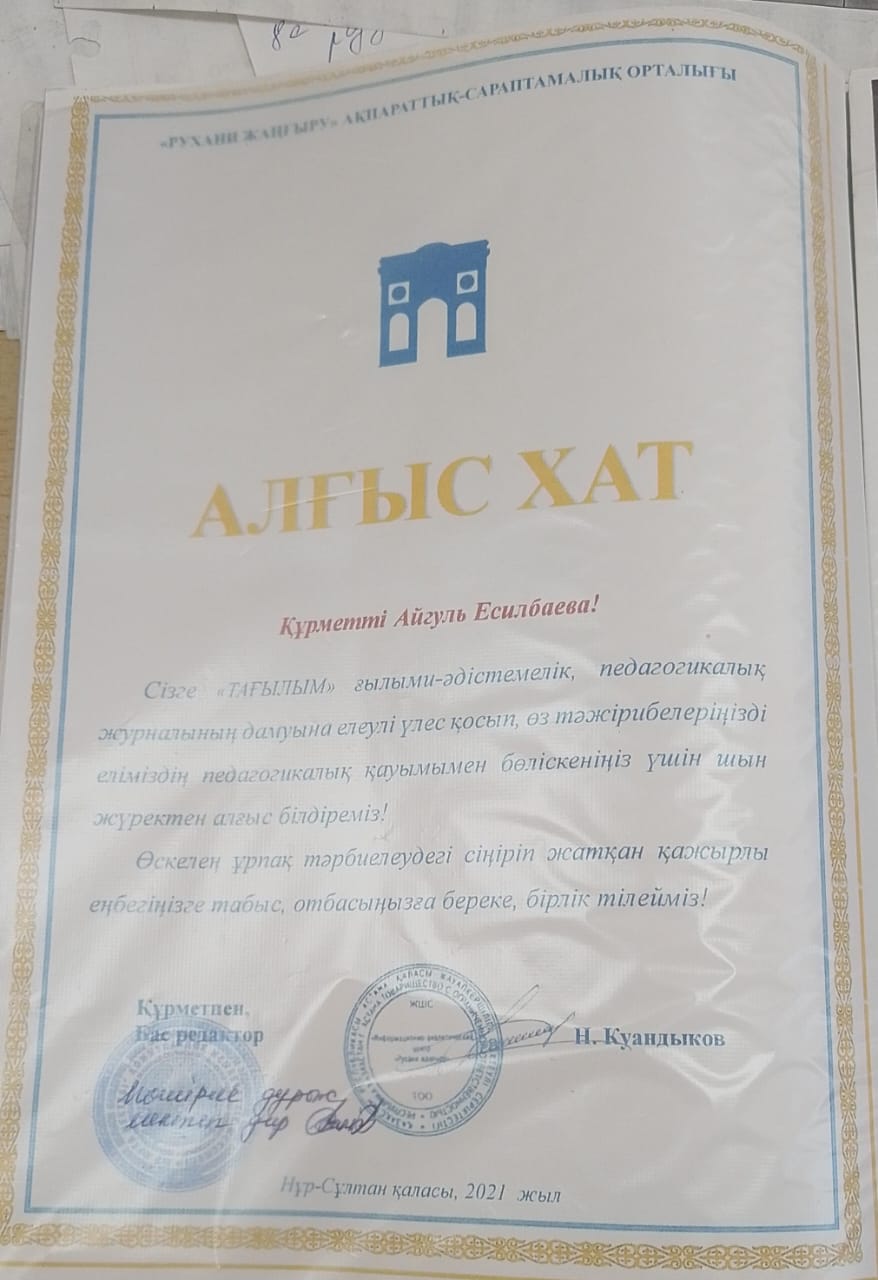 «РУХАНИ ЖАҢҒЫРУ» АҚПАРАТТЫҚ-САРАПТАМАЛЫҚ ОРТАЛЫҒЫ
АЛҒЫС ХАТ
Құрметті Айгуль Есилбаева!
Сізге «ТАҒЫЛЫМ» ғылыми-әдістемелік, педагогикалық
журналының дамуына елеулі үлес қосып, өз тәжірибелеріңізді
еліміздің педагогикалық қауымымен бөліскеніңіз үшін шын
жүректен алғыс білдіреміз!
Өскелең ұрпақ тәрбиелеудегі сіңіріп жатқан қажырлы
еңбегіңізге табыс, отбасыңызға береке, бірлік тілейміз!
Құрметпен,
Бас редактор
Н. Куандыков
ЖШС
ТОО
Көшірме дұрыс
мектеп дир
Нұр-Сұлтан қаласы, 2021 жыл